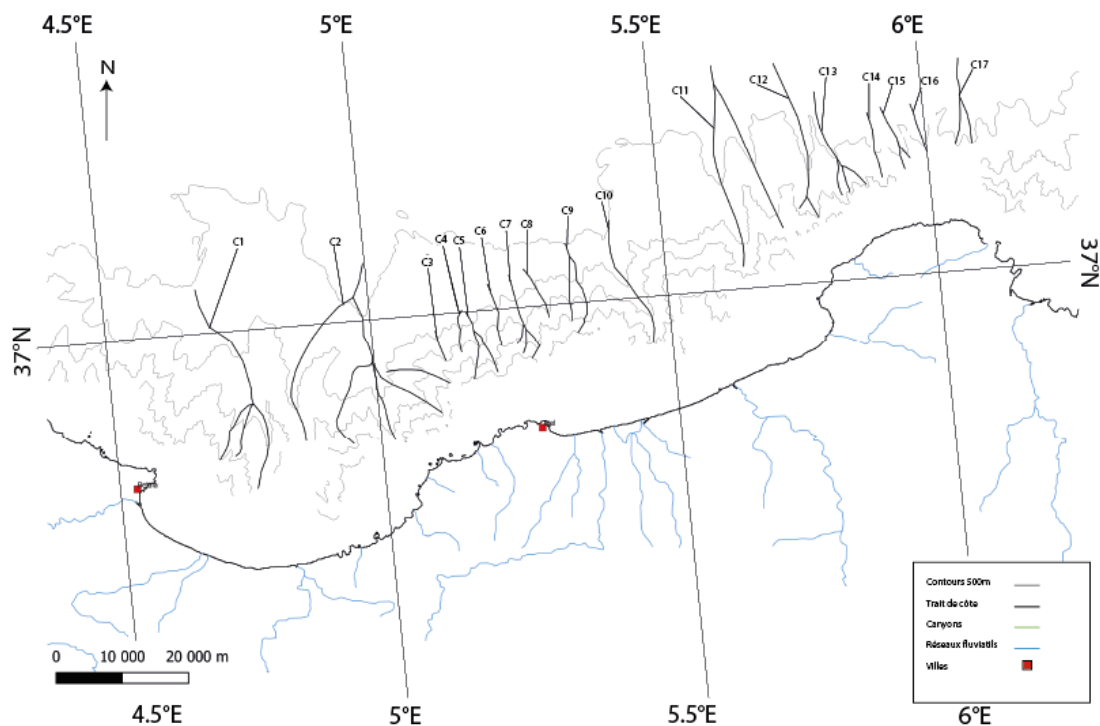 4.5°E 5°E 5.5°E 6°E
N
C11 C12 C13 C14 C15 C16 C17
C1 C2 C3 C4 C5 C6 C7 C8 C9 C10
37°N
37°N
Contours 500m
Trait de côte
Canyons
Réseaux fluviatils
Villes
0 10 000 20 000 m
4.5°E 5°E 5.5°E 6°E